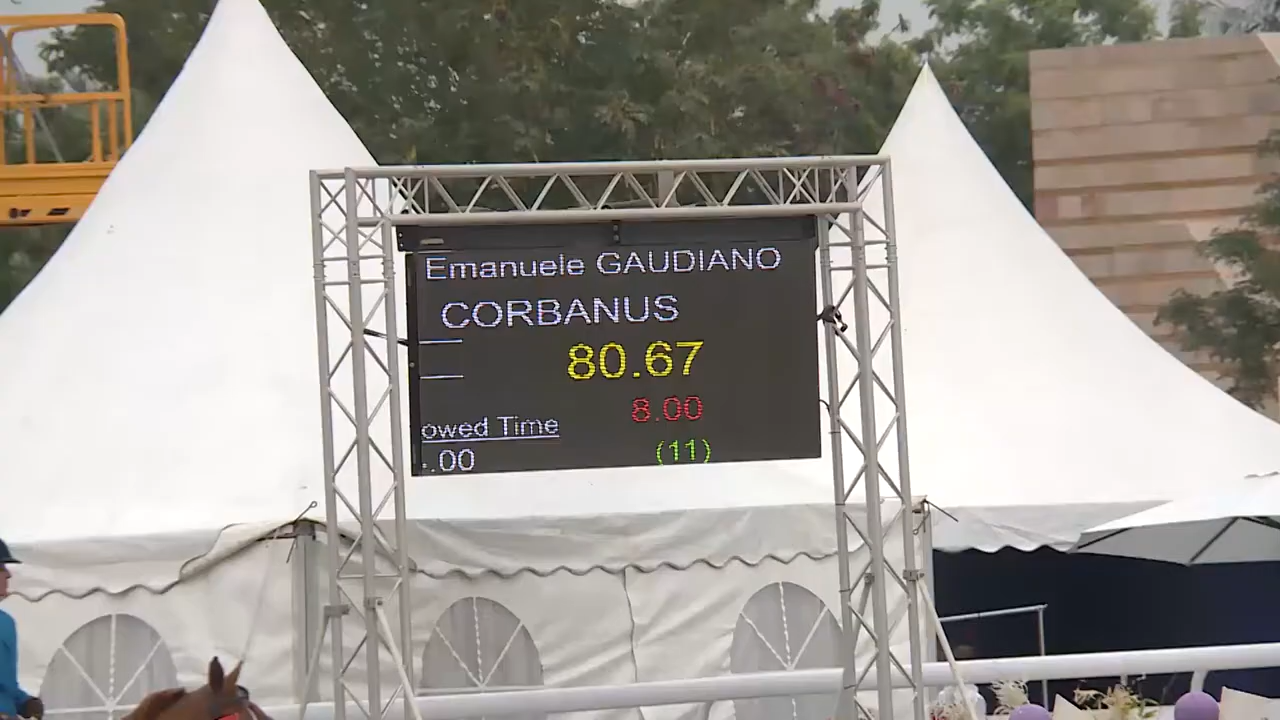 Emanuele GAUDIANO
CORBANUS
80.67
8.00
owed Time
.00
(11)